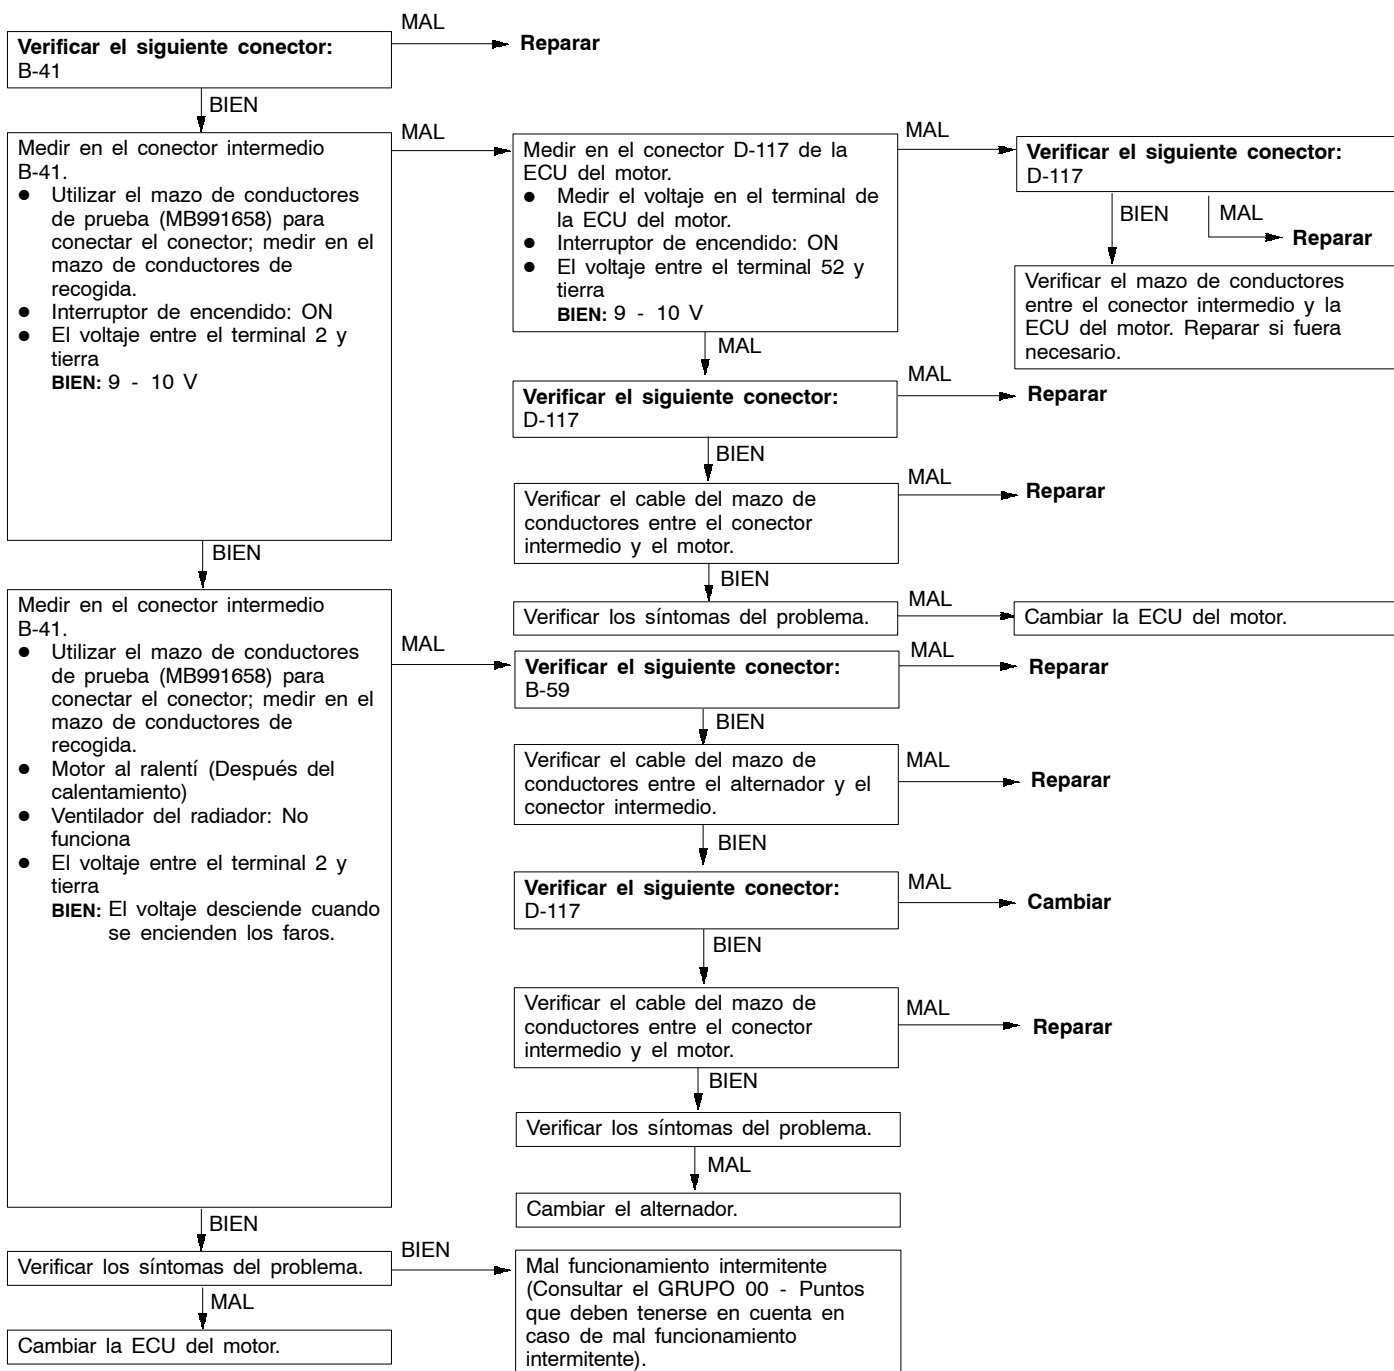 MAL
Verificar el siguiente conector:
B-41
Reparar
BIEN
Medir en el conector intermedio
B-41.
● Utilizar el mazo de conductores
de prueba (MB991658) para
conectar el conector; medir en el
mazo de conductores de
recogida.
● Interruptor de encendido: ON
● El voltaje entre el terminal 2 y
tierra
BIEN: 9 - 10 V
MAL
Medir en el conector D-117 de la
ECU del motor.
● Medir el voltaje en el terminal de
la ECU del motor.
● Interruptor de encendido: ON
● El voltaje entre el terminal 52 y
tierra
BIEN: 9 - 10 V
MAL
Verificar el siguiente conector:
D-117
BIEN
MAL
Reparar
Verificar el mazo de conductores
entre el conector intermedio y la
ECU del motor. Reparar si fuera
necesario.
MAL
Verificar el siguiente conector:
D-117
MAL
Reparar
BIEN
Verificar el cable del mazo de
conductores entre el conector
intermedio y el motor.
MAL
Reparar
BIEN
Verificar los síntomas del problema.
MAL
Cambiar la ECU del motor.
BIEN
Medir en el conector intermedio
B-41.
● Utilizar el mazo de conductores
de prueba (MB991658) para
conectar el conector; medir en el
mazo de conductores de
recogida.
● Motor al ralentí (Después del
calentamiento)
● Ventilador del radiador: No
funciona
● El voltaje entre el terminal 2 y
tierra
BIEN: El voltaje desciende cuando
se encienden los faros.
MAL
Verificar el siguiente conector:
B-59
MAL
Reparar
BIEN
Verificar el cable del mazo de
conductores entre el alternador y el
conector intermedio.
MAL
Reparar
BIEN
Verificar el siguiente conector:
D-117
MAL
Cambiar
BIEN
Verificar el cable del mazo de
conductores entre el conector
intermedio y el motor.
MAL
Reparar
BIEN
Verificar los síntomas del problema.
MAL
Cambiar el alternador.
BIEN
Verificar los síntomas del problema.
BIEN
Mal funcionamiento intermitente
(Consultar el GRUPO 00 - Puntos
que deben tenerse en cuenta en
caso de mal funcionamiento
intermitente).
MAL
Cambiar la ECU del motor.